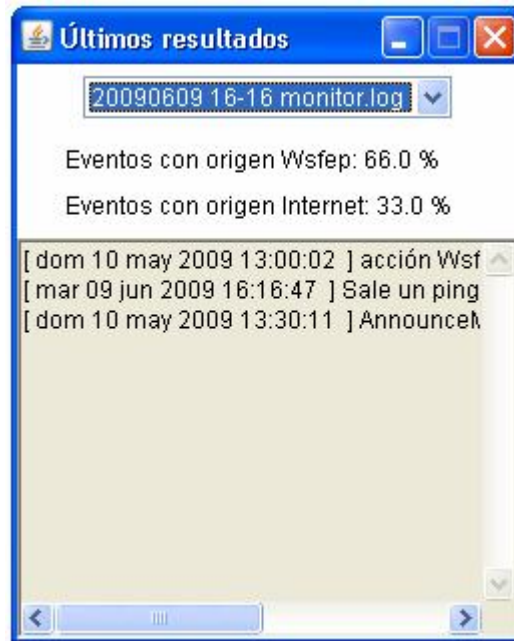 Últimos resultados
20090609 16-16 monitor.log
Eventos con origen Wsfep: 66.0 %
Eventos con origen Internet: 33.0 %
[ dom 10 may 2009 13:00:02 ] acción Wsf
[ mar 09 jun 2009 16:16:47 ] Sale un ping
[ dom 10 may 2009 13:30:11 ] Announce